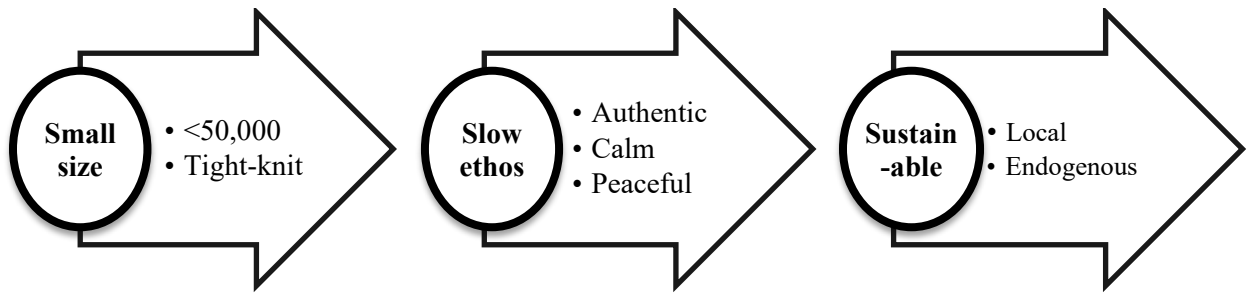 Small
size
• <50,000
• Tight-knit
Slow
ethos
• Authentic
• Calm
• Peaceful
Sustain
-able
• Local
• Endogenous